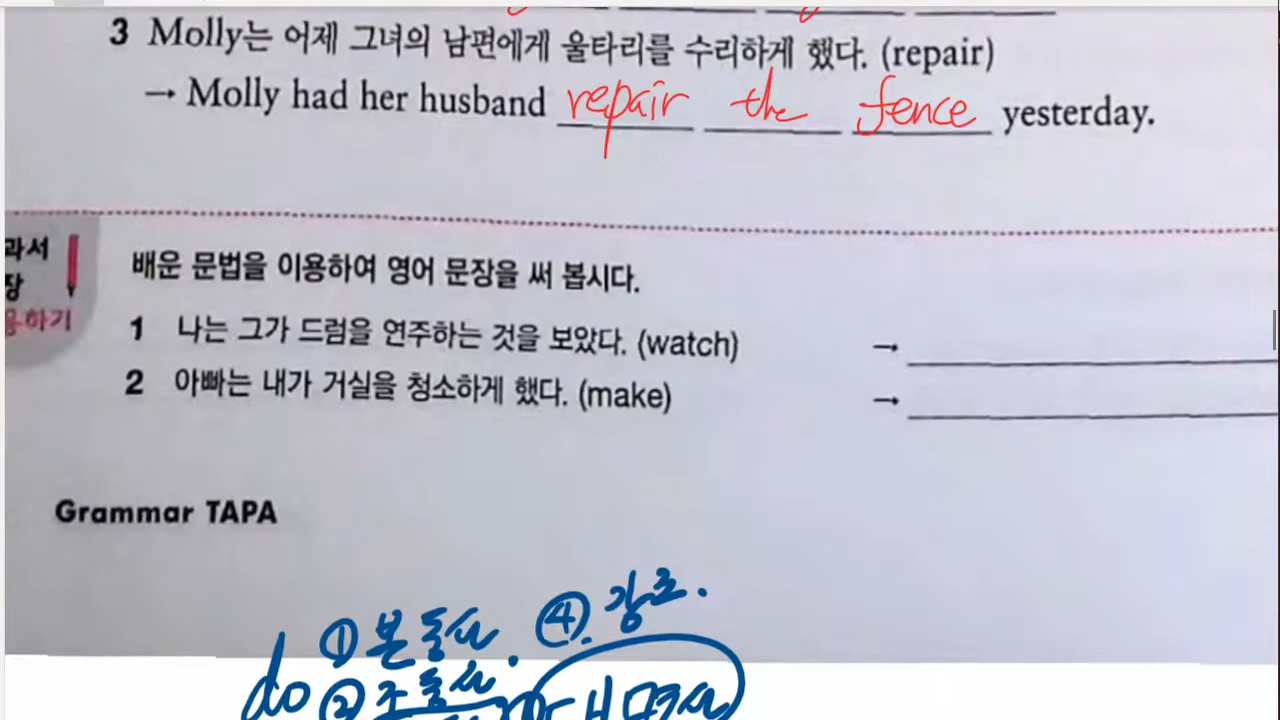 3 Molly는 어제 그녀의 남편에게 울타리를 수리하게 했다. (repair)
→ Molly had her husband repair the fence yesterday.
과서
장
용하기
배운 문법을 이용하여 영어 문장을 써 봅시다.
1 나는 그가 드럼을 연주하는 것을 보았다. (watch) →
2 아빠는 내가 거실을 청소하게 했다. (make) →
Grammar TAPA
① 본동사. ④. 강조.
do ② 조동사